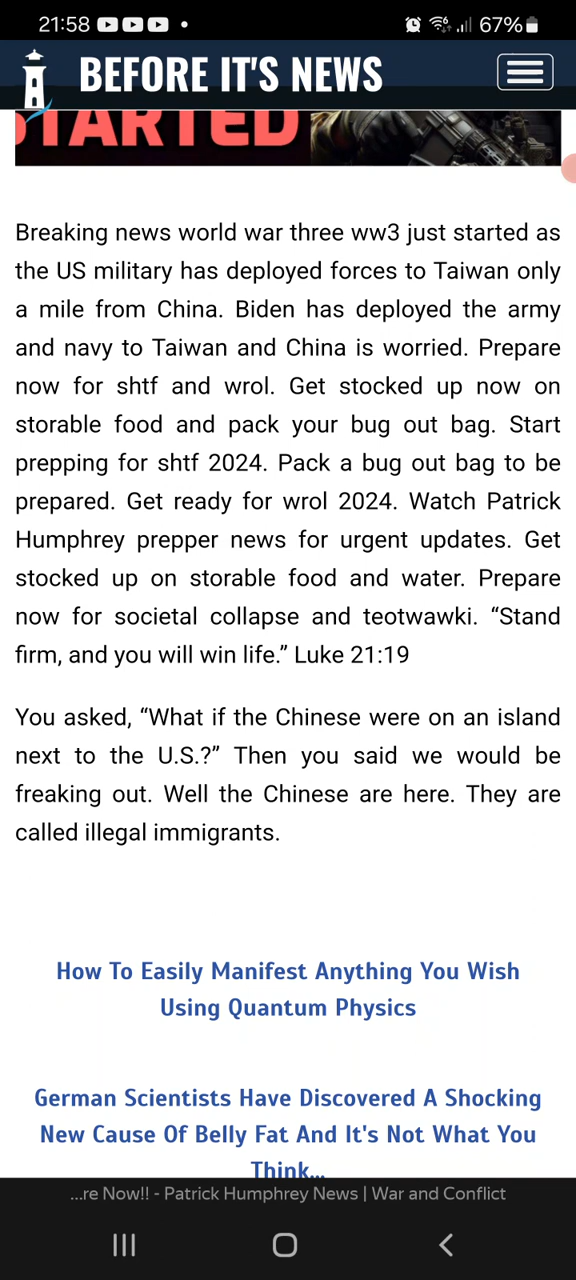 21:58 67%
BEFORE IT'S NEWS
STARTED
Breaking news world war three ww3 just started as
the US military has deployed forces to Taiwan only
a mile from China. Biden has deployed the army
and navy to Taiwan and China is worried. Prepare
now for shtf and wrol. Get stocked up now on
storable food and pack your bug out bag. Start
prepping for shtf 2024. Pack a bug out bag to be
prepared. Get ready for wrol 2024. Watch Patrick
Humphrey prepper news for urgent updates. Get
stocked up on storable food and water. Prepare
now for societal collapse and teotwawki. “Stand
firm, and you will win life.” Luke 21:19
You asked, “What if the Chinese were on an island
next to the U.S.?” Then you said we would be
freaking out. Well the Chinese are here. They are
called illegal immigrants.
How To Easily Manifest Anything You Wish
Using Quantum Physics
German Scientists Have Discovered A Shocking
New Cause Of Belly Fat And It's Not What You
Think...
...re Now!! - Patrick Humphrey News | War and Conflict